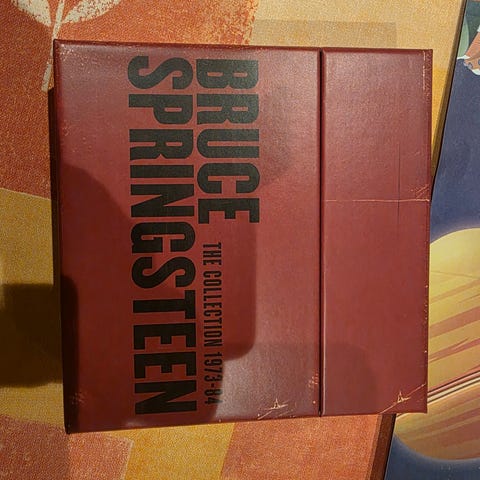 BRUCE
SPRINGSTEEN
THE COLLECTION 1973-84